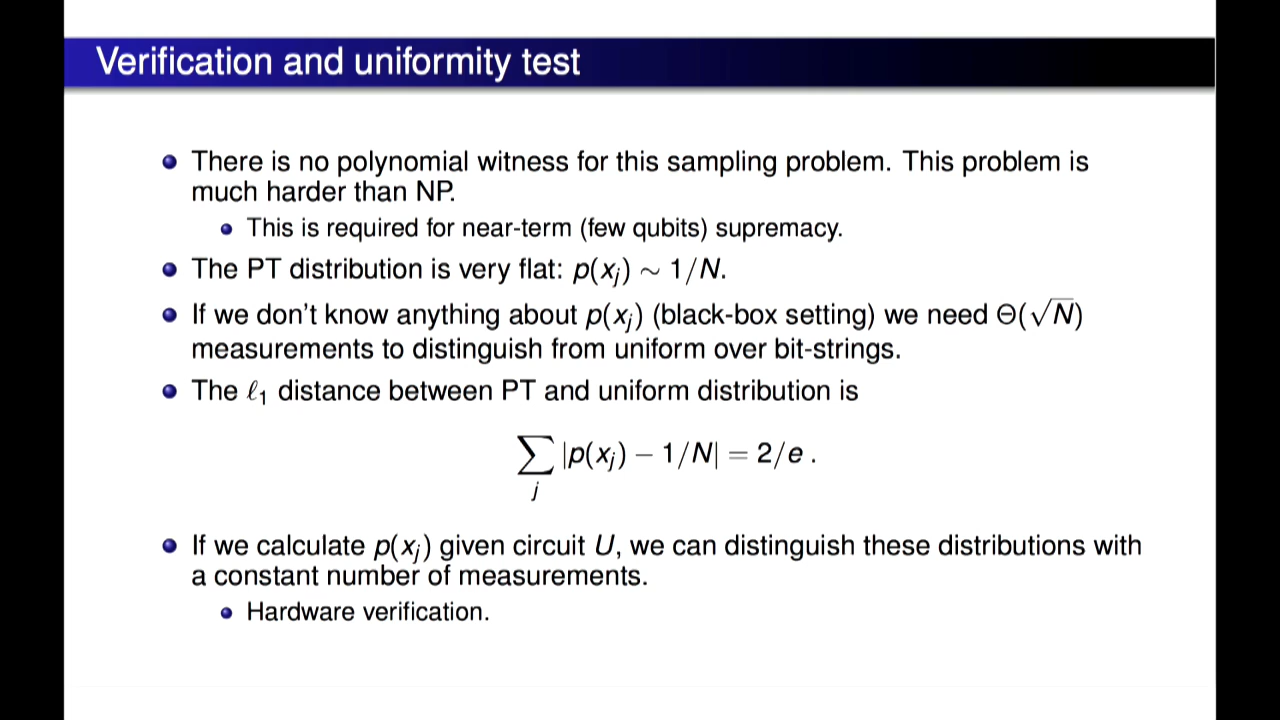 Verification and uniformity test
There is no polynomial witness for this sampling problem. This problem is
much harder than NP.
This is required for near-term (few qubits) supremacy.
The PT distribution is very flat: p(x_j) ∼ 1/N.
If we don't know anything about p(x_j) (black-box setting) we need Θ(√N)
measurements to distinguish from uniform over bit-strings.
The ℓ₁ distance between PT and uniform distribution is
∑_j |p(x_j) − 1/N| = 2/e .
If we calculate p(x_j) given circuit U, we can distinguish these distributions with
a constant number of measurements.
Hardware verification.